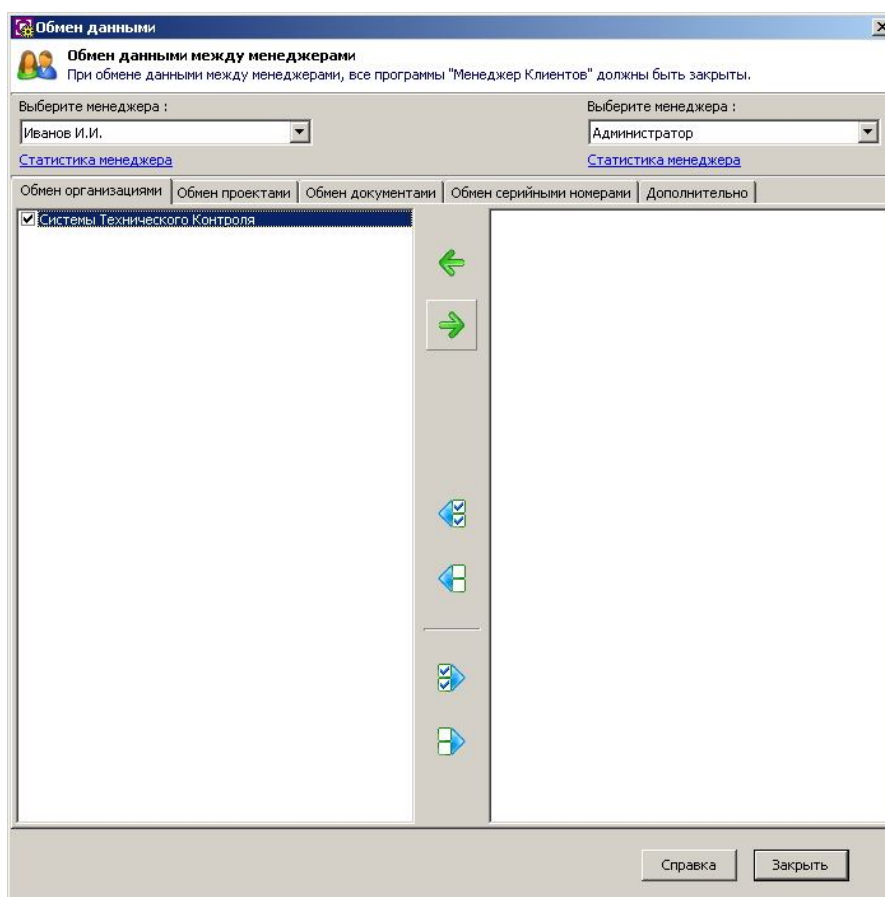 Обмен данными
Обмен данными между менеджерами
При обмене данными между менеджерами, все программы "Менеджер Клиентов" должны быть закрыты.
Выберите менеджера : Выберите менеджера :
Иванов И.И. Администратор
Статистика менеджера Статистика менеджера
Обмен организациями Обмен проектами Обмен документами Обмен серийными номерами Дополнительно
Системы Технического Контроля
Справка Закрыть